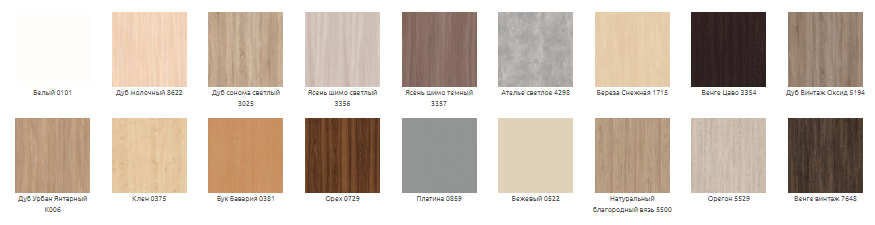 Белый 0101
Дуб молочный 8622
Дуб сонома светлый
3025
Ясень шимо светлый
3356
Ясень шимо темный
3357
Ателье светлое 4298
Береза Снежная 1715
Венге Цаво 3354
Дуб Винтаж Оксид 5194
Дуб Урбан Янтарный
К006
Клен 0375
Бук Бавария 0381
Орех 0729
Платина 0859
Бежевый 0522
Натуральный
благородный вязь 5500
Орегон 5529
Венге винтаж 7648